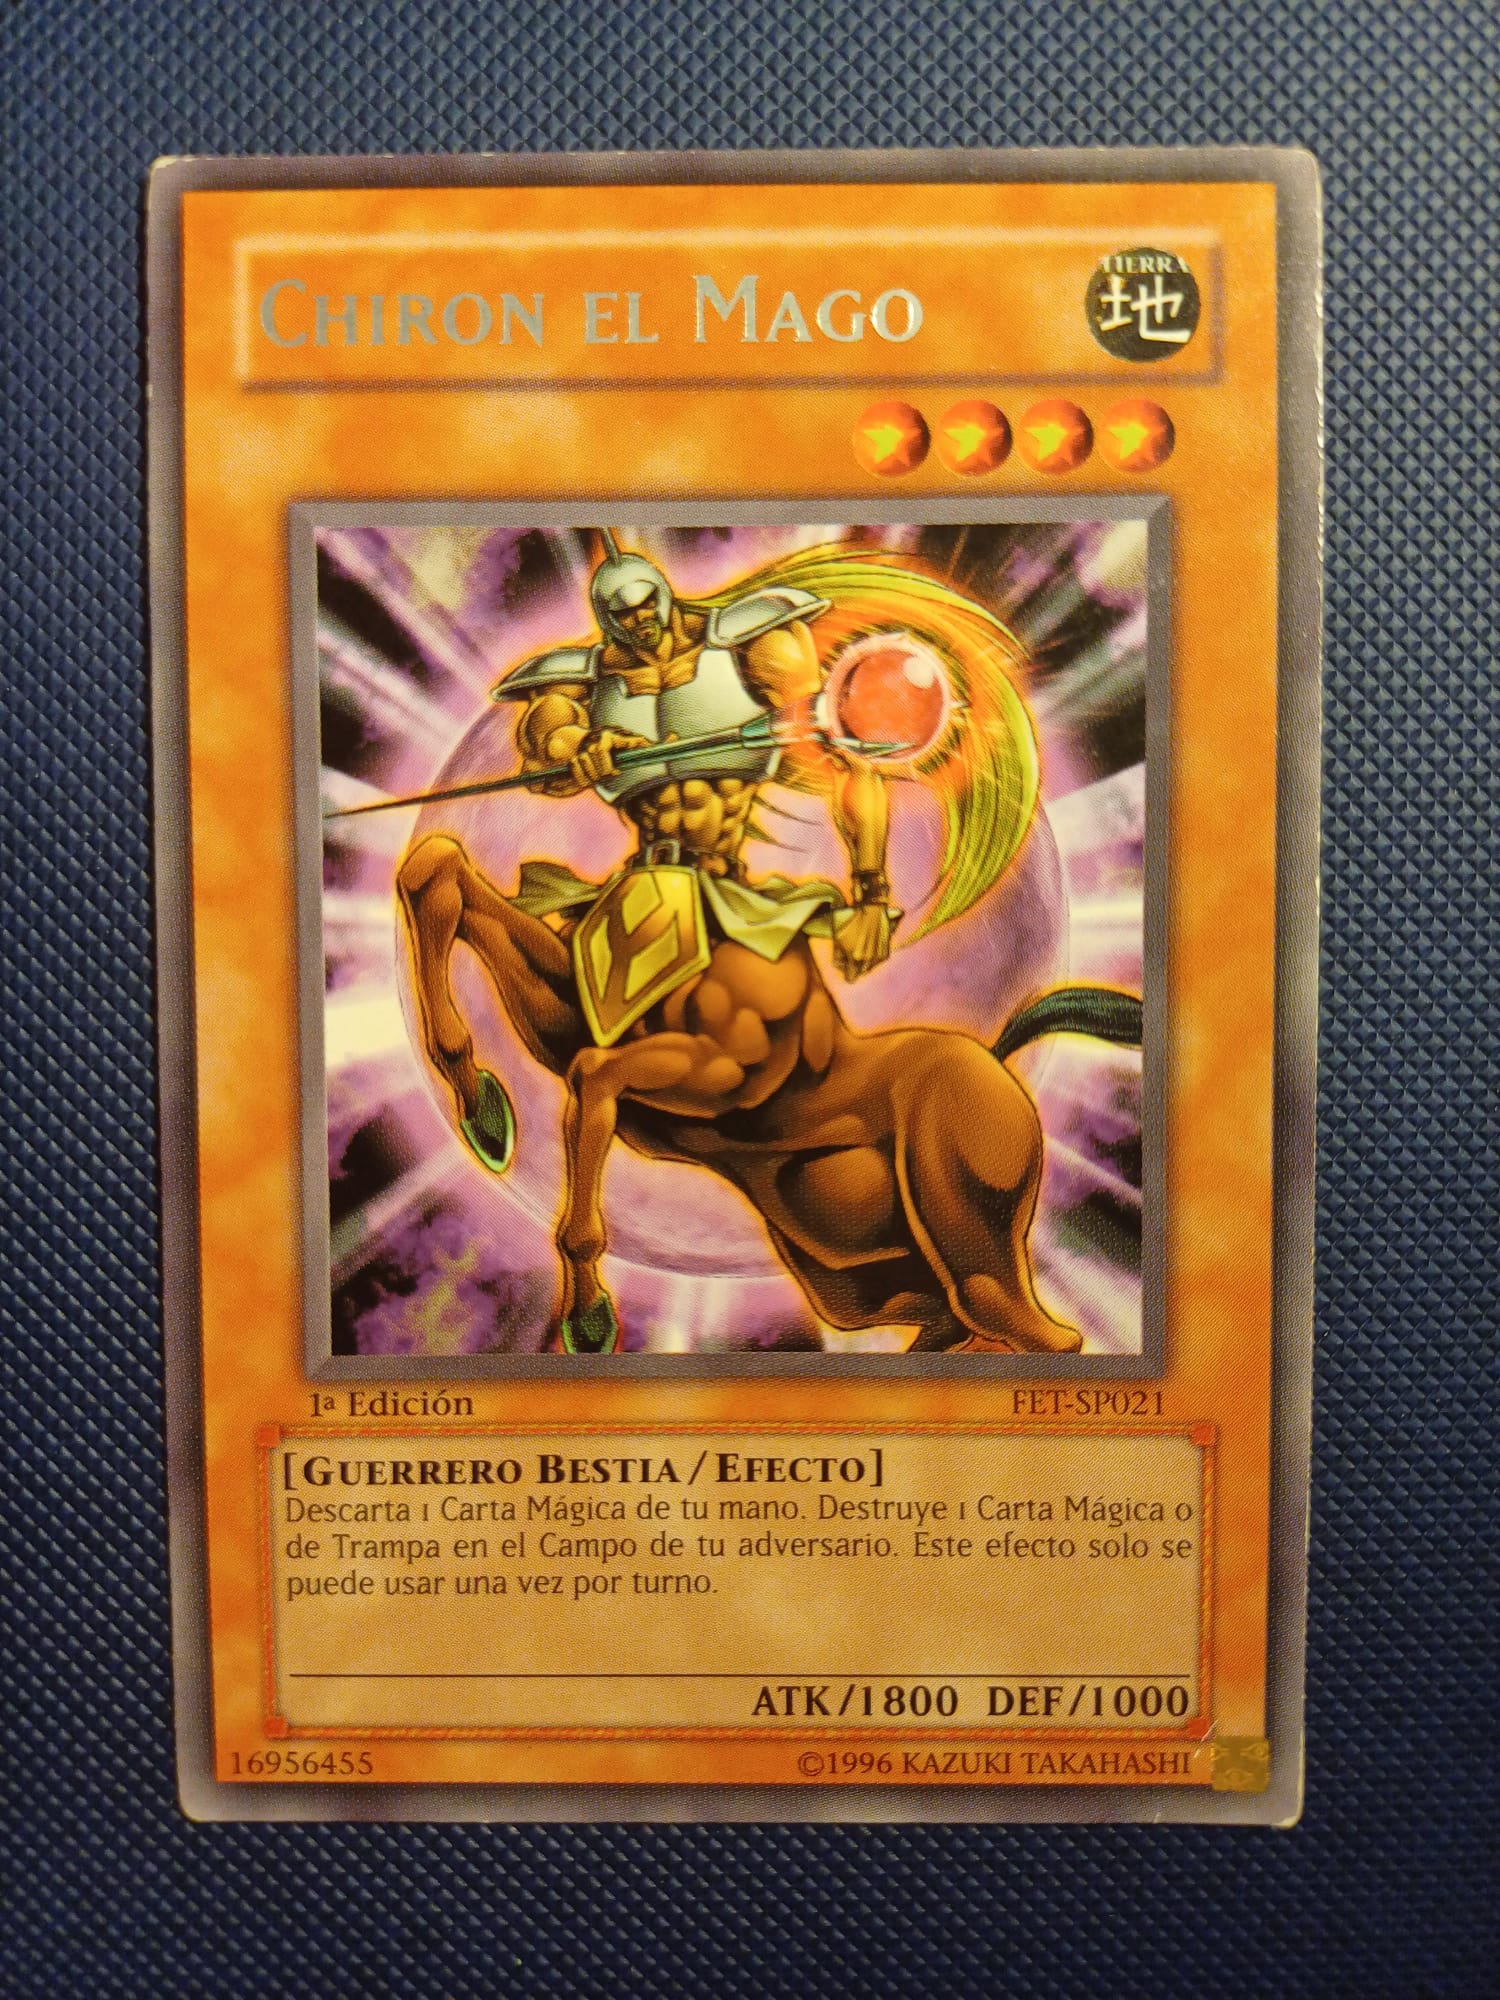 CHIRON EL MAGO
TIERRA
地
1ª Edición
FET-SP021
[GUERRERO BESTIA/EFECTO]
Descarta 1 Carta Mágica de tu mano. Destruye 1 Carta Mágica o
de Trampa en el Campo de tu adversario. Este efecto solo se
puede usar una vez por turno.
ATK/1800 DEF/1000
16956455
©1996 KAZUKI TAKAHASHI